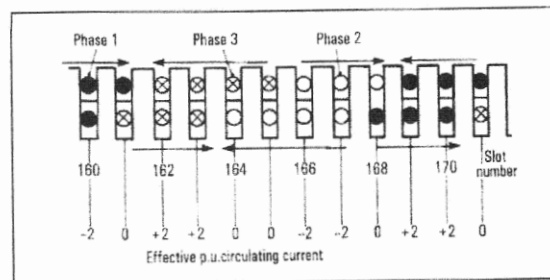 Phase 1 Phase 3 Phase 2
160 162 164 166 168 170 Slot number
-2 0 +2 +2 0 0 -2 -2 0 +2 +2 0
Effective p.u.circulating current